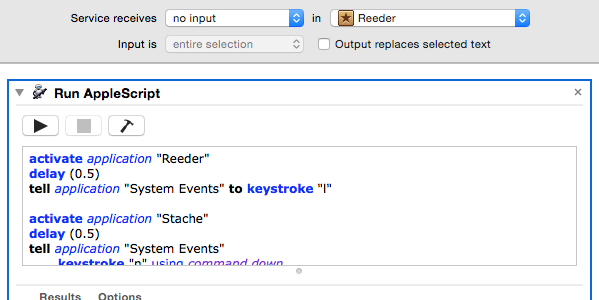 Service receives no input in Reeder
Input is entire selection Output replaces selected text
Run AppleScript
activate application "Reeder"
delay (0.5)
tell application "System Events" to keystroke "l"
activate application "Stache"
delay (0.5)
tell application "System Events"
keystroke "n" using command down
Results Options